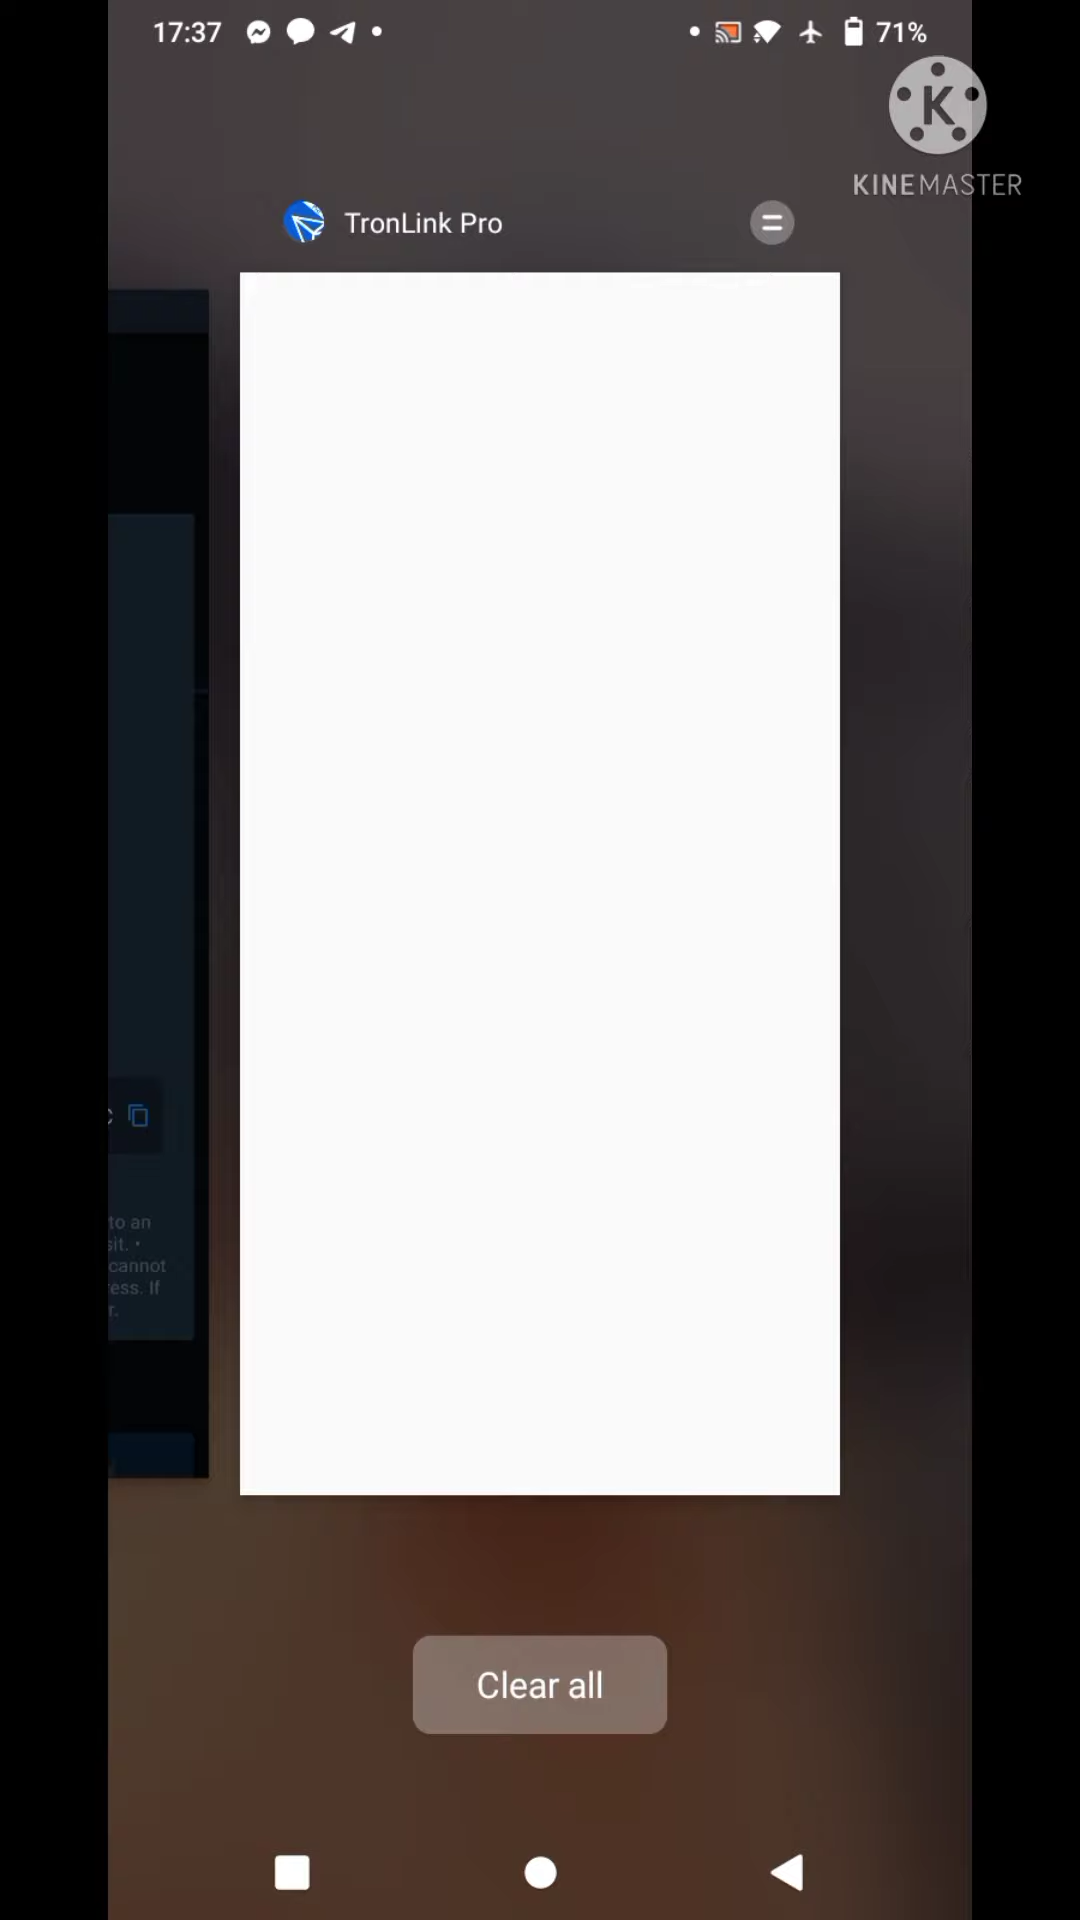 17:37
71%
KINEMASTER
TronLink Pro
to an
sit. •
cannot
ess. If
r.
Clear all